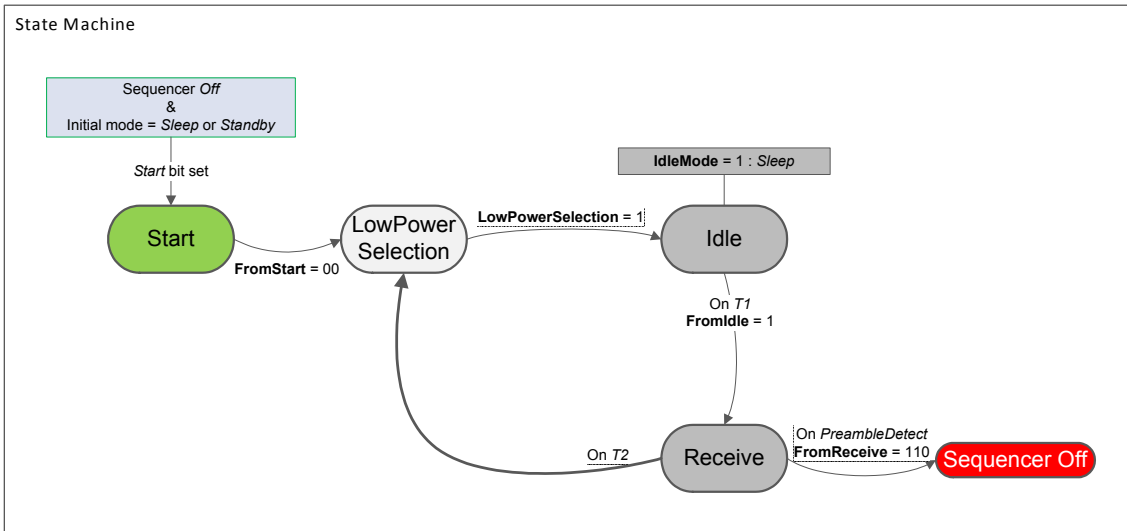 State Machine
Sequencer Off
&
Initial mode = Sleep or Standby
Start bit set
IdleMode = 1 : Sleep
Start
FromStart = 00
LowPower
Selection
LowPowerSelection = 1
Idle
On T1
FromIdle = 1
On T2
Receive
On PreambleDetect
FromReceive = 110
Sequencer Off